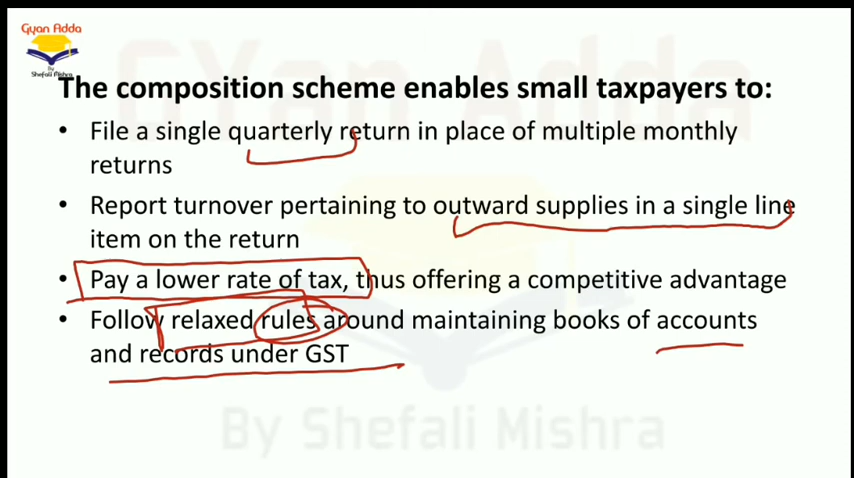 Gyan Adda
by
Shefali Mishra
The composition scheme enables small taxpayers to:
• File a single quarterly return in place of multiple monthly
returns
• Report turnover pertaining to outward supplies in a single line
item on the return
• Pay a lower rate of tax, thus offering a competitive advantage
• Follow relaxed rules around maintaining books of accounts
and records under GST
GYan Adda
By Shefali Mishra